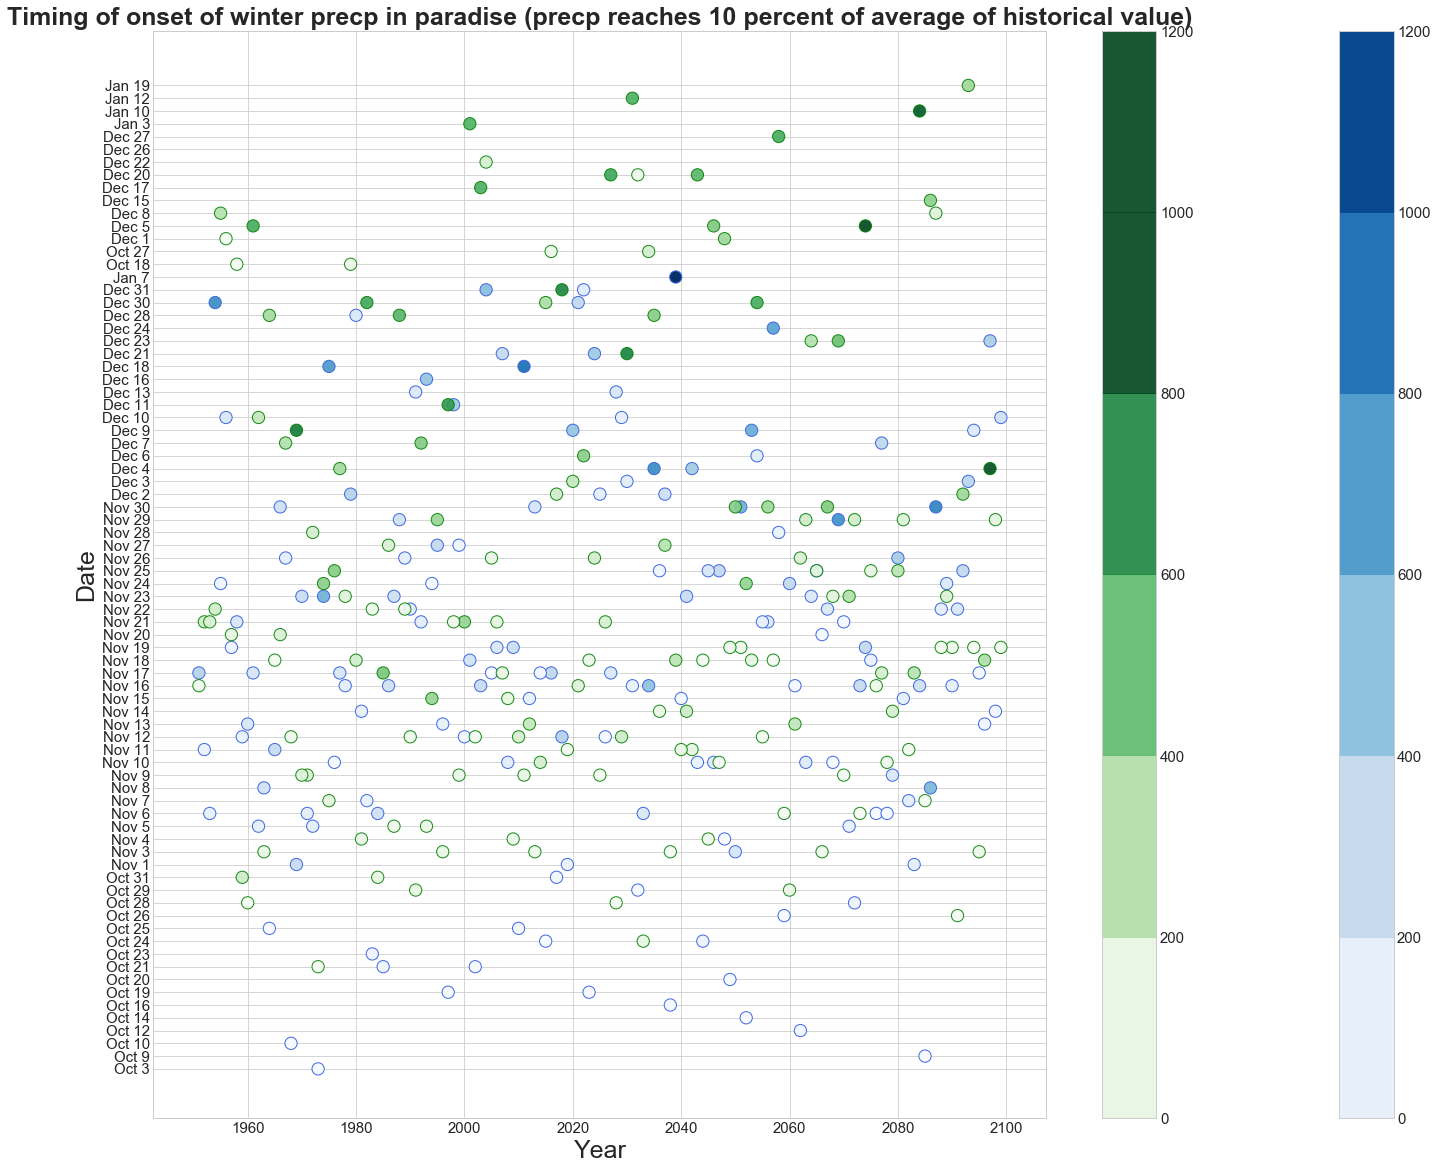 Timing of onset of winter precp in paradise (precp reaches 10 percent of average of historical value)
Jan 19
Jan 12
Jan 10
Jan 3
Dec 27
Dec 26
Dec 22
Dec 20
Dec 17
Dec 15
Dec 8
Dec 5
Dec 1
Oct 27
Oct 18
Jan 7
Dec 31
Dec 30
Dec 28
Dec 24
Dec 23
Dec 21
Dec 18
Dec 16
Dec 13
Dec 11
Dec 10
Dec 9
Dec 7
Dec 6
Dec 4
Dec 3
Dec 2
Nov 30
Nov 29
Nov 28
Nov 27
Nov 26
Nov 25
Nov 24
Nov 23
Nov 22
Nov 21
Nov 20
Nov 19
Nov 18
Nov 17
Nov 16
Nov 15
Nov 14
Nov 13
Nov 12
Nov 11
Nov 10
Nov 9
Nov 8
Nov 7
Nov 6
Nov 5
Nov 4
Nov 3
Nov 1
Oct 31
Oct 29
Oct 28
Oct 26
Oct 25
Oct 24
Oct 23
Oct 21
Oct 20
Oct 19
Oct 16
Oct 14
Oct 12
Oct 10
Oct 9
Oct 3
Date
1960 1980 2000 2020 2040 2060 2080 2100
Year
1200
1000
800
600
400
200
0
1200
1000
800
600
400
200
0